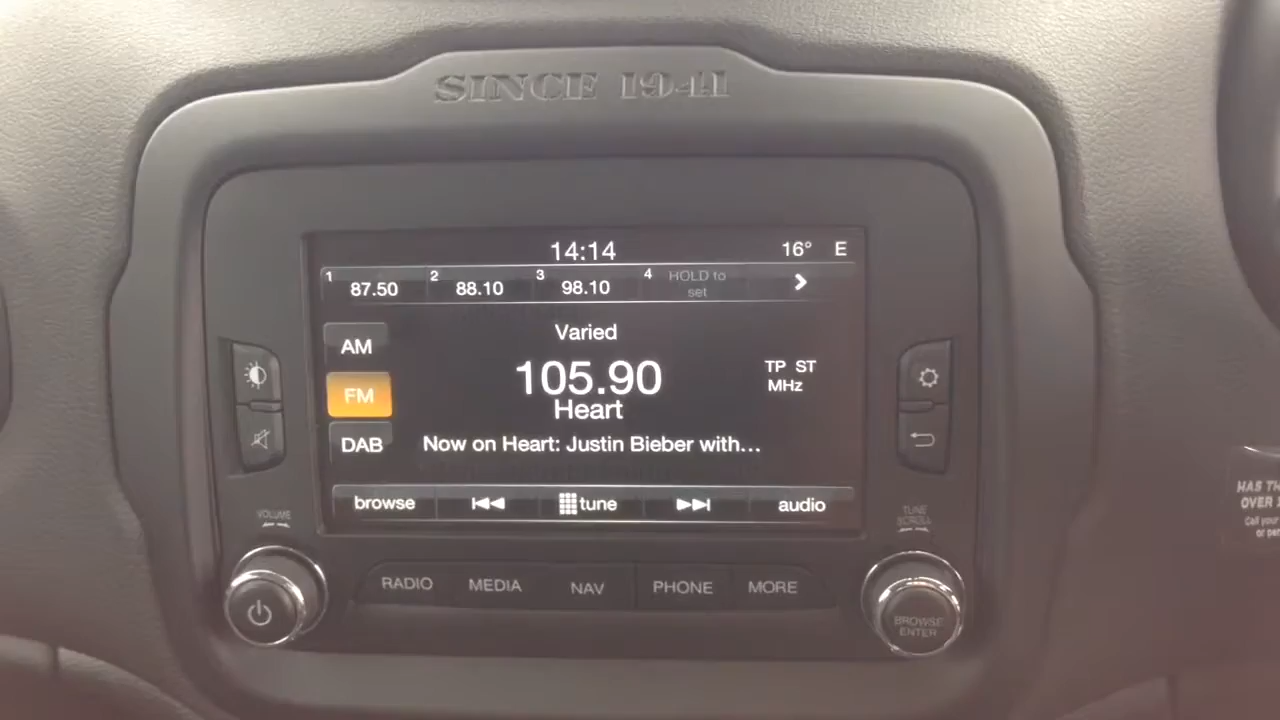 SINCE 1941
14:14 16° E
1 87.50 2 88.10 3 98.10 4 HOLD to set
AM
Varied
FM
105.90
TP ST
MHz
Heart
DAB
Now on Heart: Justin Bieber with...
browse tune audio
VOLUME
TUNE
SCROLL
RADIO MEDIA NAV PHONE MORE
BROWSE
ENTER
HAS TH
OVER
Call your